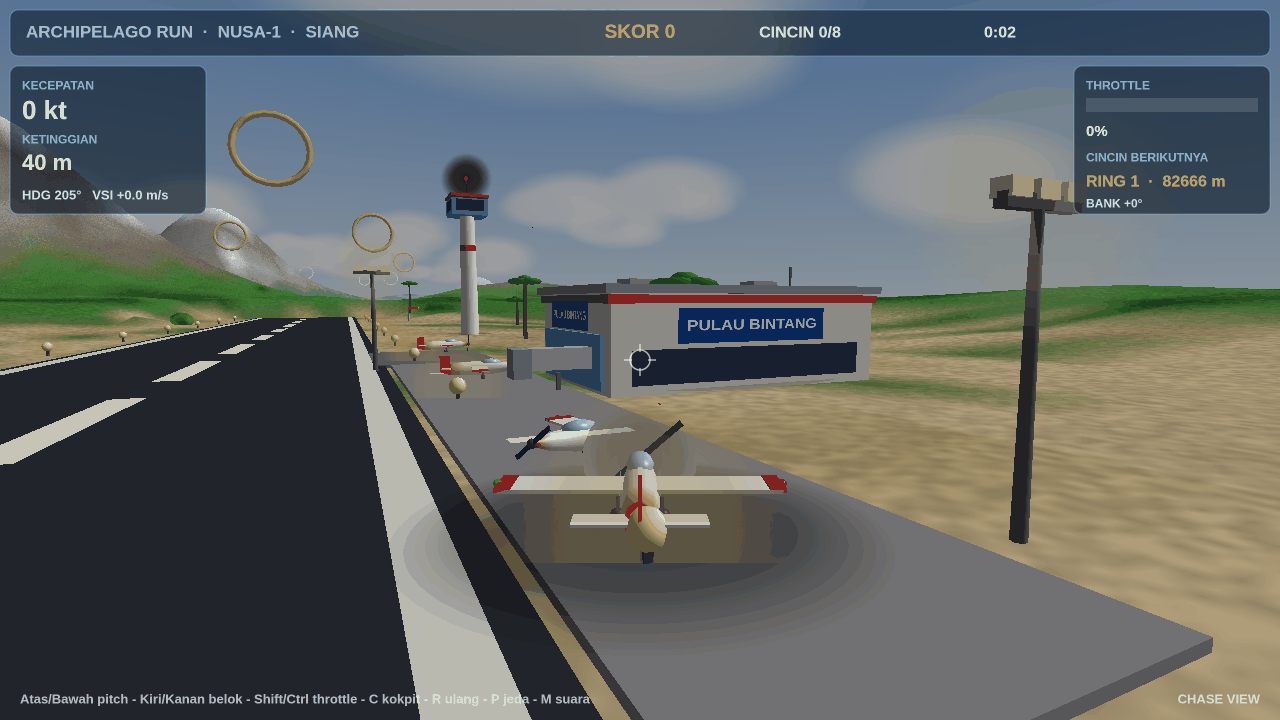 ARCHIPELAGO RUN · NUSA-1 · SIANG
SKOR 0
CINCIN 0/8
0:02
KECEPATAN
0 kt
KETINGGIAN
40 m
HDG 205° VSI +0.0 m/s
THROTTLE
0%
CINCIN BERIKUTNYA
RING 1 · 82666 m
BANK +0°
PULAU BINTANG
PULAU BINTANG
Atas/Bawah pitch - Kiri/Kanan belok - Shift/Ctrl throttle - C kokpit - R ulang - P jeda - M suara
CHASE VIEW